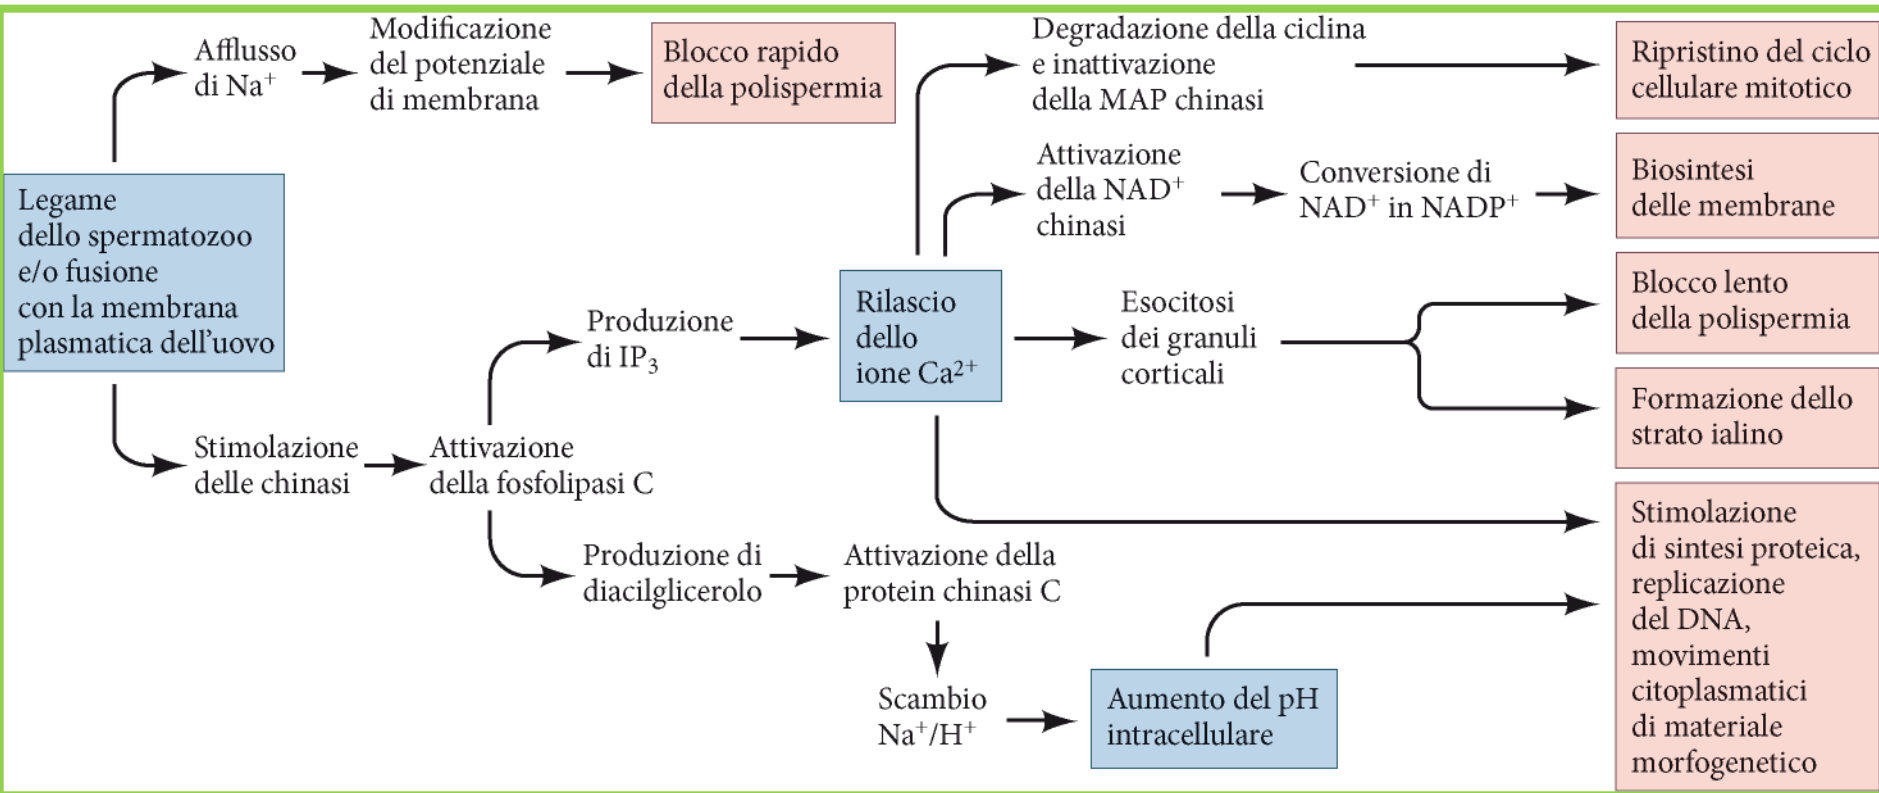 Afflusso
di Na⁺
Modificazione
del potenziale
di membrana
Blocco rapido
della polispermia
Degradazione della ciclina
e inattivazione
della MAP chinasi
Ripristino del ciclo
cellulare mitotico
Attivazione
della NAD⁺
chinasi
Conversione di
NAD⁺ in NADP⁺
Biosintesi
delle membrane
Legame
dello spermatozoo
e/o fusione
con la membrana
plasmatica dell'uovo
Produzione
di IP₃
Rilascio
dello
ione Ca²⁺
Esocitosi
dei granuli
corticali
Blocco lento
della polispermia
Formazione dello
strato ialino
Stimolazione
delle chinasi
Attivazione
della fosfolipasi C
Produzione di
diacilglicerolo
Attivazione della
protein chinasi C
Scambio
Na⁺/H⁺
Aumento del pH
intracellulare
Stimolazione
di sintesi proteica,
replicazione
del DNA,
movimenti
citoplasmatici
di materiale
morfogenetico